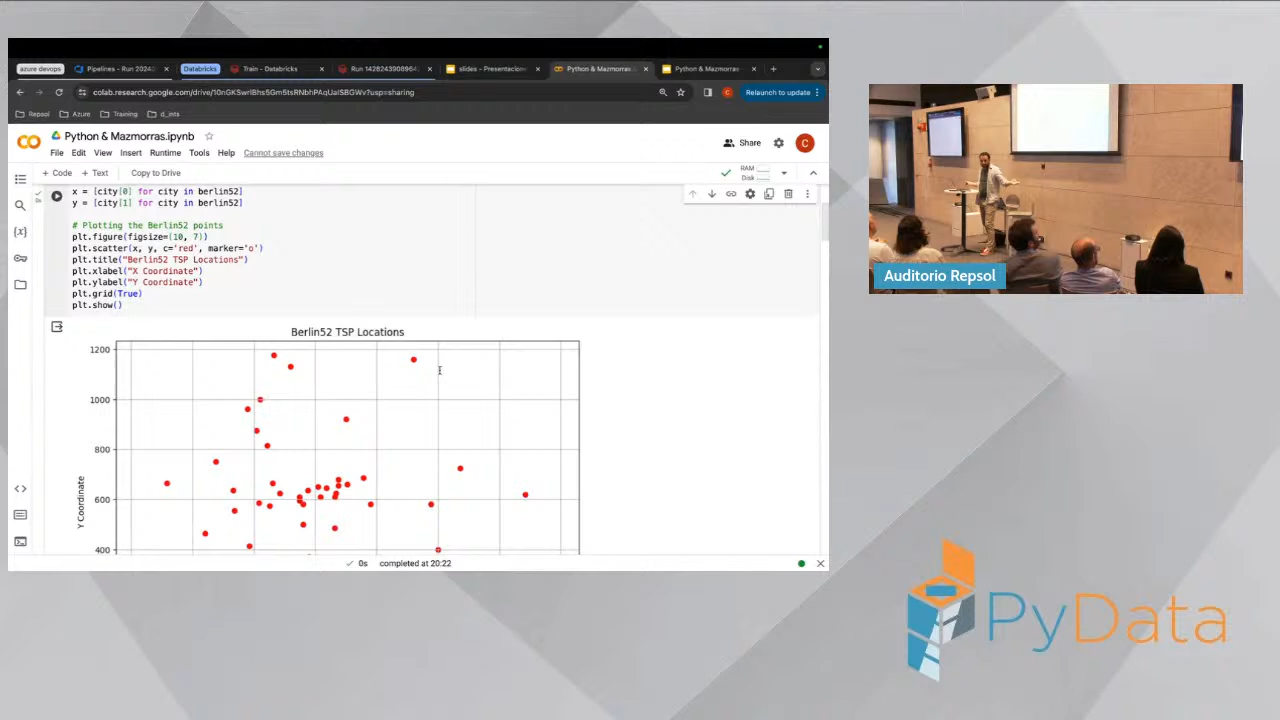 azure devops
Pipelines - Run 20242
Databricks
Train - Databricks
Run 1428243908964
slides - Presentacion
Python & Mazmorras.i
Python & Mazmorras
colab.research.google.com/drive/10nGKSwrIBhs5Gm5tsRNbhPAqUaISBGWv?usp=sharing
Relaunch to update
Repsol
Azure
Training
d_ints
Python & Mazmorras.ipynb
File Edit View Insert Runtime Tools Help Cannot save changes
Share
C
+ Code + Text Copy to Drive
RAM
Disk
x = [city[0] for city in berlin52]
y = [city[1] for city in berlin52]
# Plotting the Berlin52 points
plt.figure(figsize=(10, 7))
plt.scatter(x, y, c='red', marker='o')
plt.title("Berlin52 TSP Locations")
plt.xlabel("X Coordinate")
plt.ylabel("Y Coordinate")
plt.grid(True)
plt.show()
Berlin52 TSP Locations
1200
1000
800
600
400
Y Coordinate
0s completed at 20:22
Auditorio Repsol
PyData